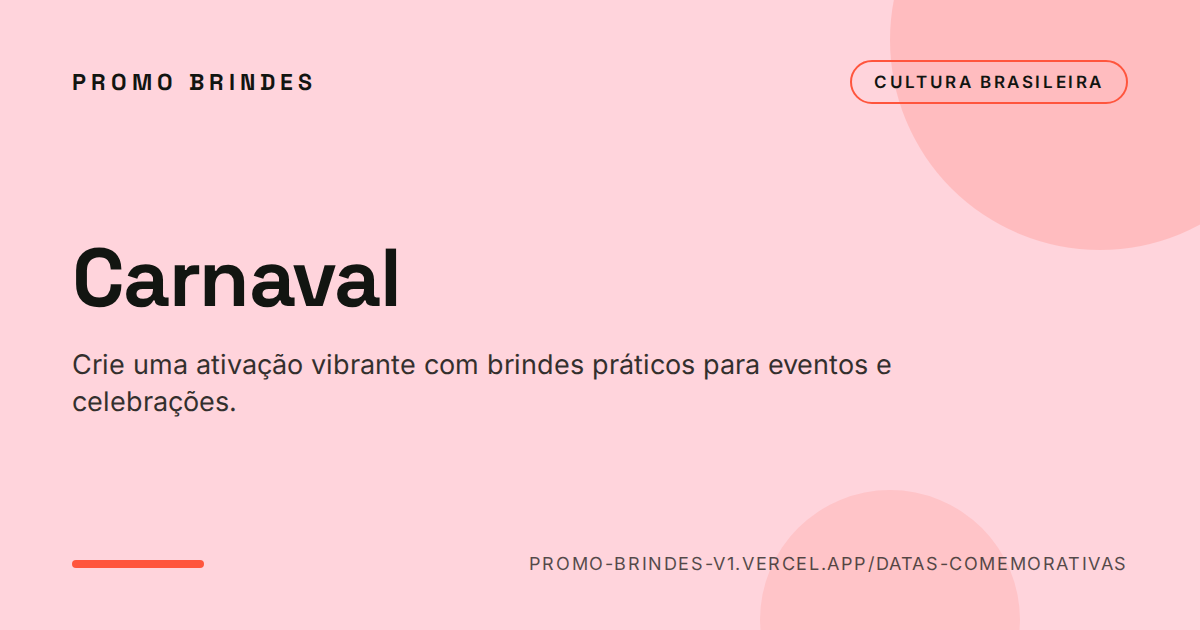 PROMO BRINDES
CULTURA BRASILEIRA
Carnaval
Crie uma ativação vibrante com brindes práticos para eventos e
celebrações.
PROMO-BRINDES-V1.VERCEL.APP/DATAS-COMEMORATIVAS